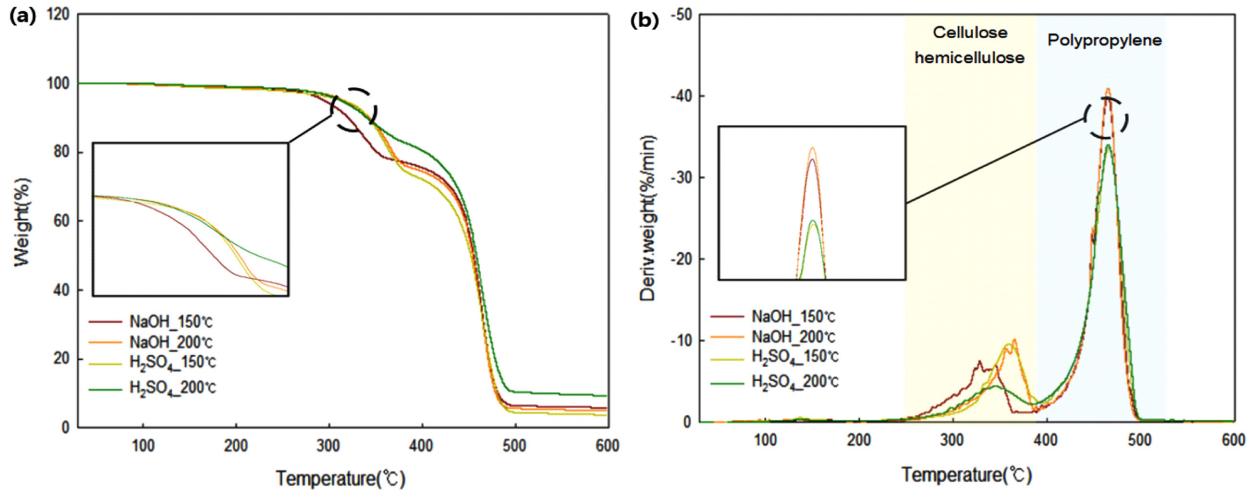 (a)
100
80
60
40
20
0
Weight(%)
NaOH_150℃
NaOH_200℃
H₂SO₄_150℃
H₂SO₄_200℃
100
200
300
400
500
600
Temperature(℃)
(b)
-50
-40
-30
-20
-10
0
Deriv.weight(%/min)
Cellulose
hemicellulose
Polypropylene
NaOH_150℃
NaOH_200℃
H₂SO₄_150℃
H₂SO₄_200℃
100
200
300
400
500
600
Temperature(℃)